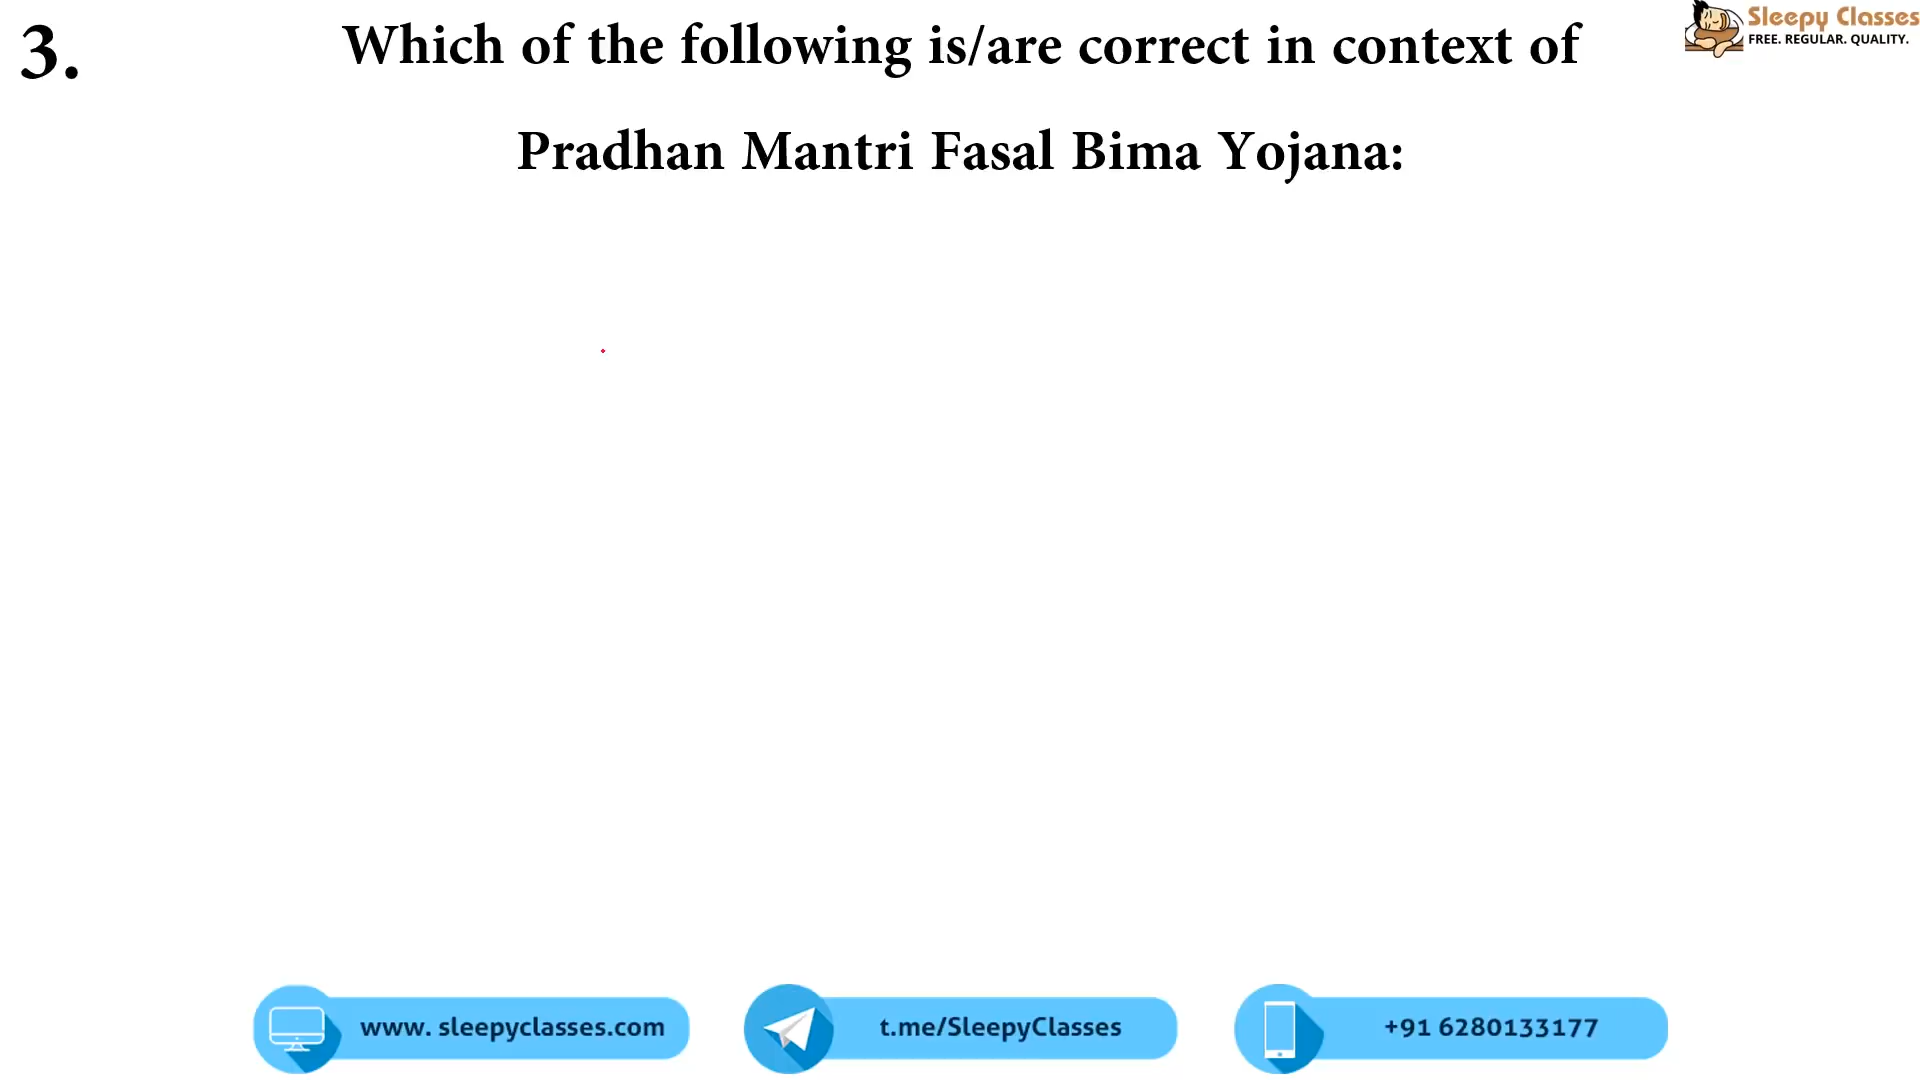 3.
Which of the following is/are correct in context of
Pradhan Mantri Fasal Bima Yojana:
Sleepy Classes
FREE. REGULAR. QUALITY.
www. sleepyclasses.com
t.me/SleepyClasses
+91 6280133177